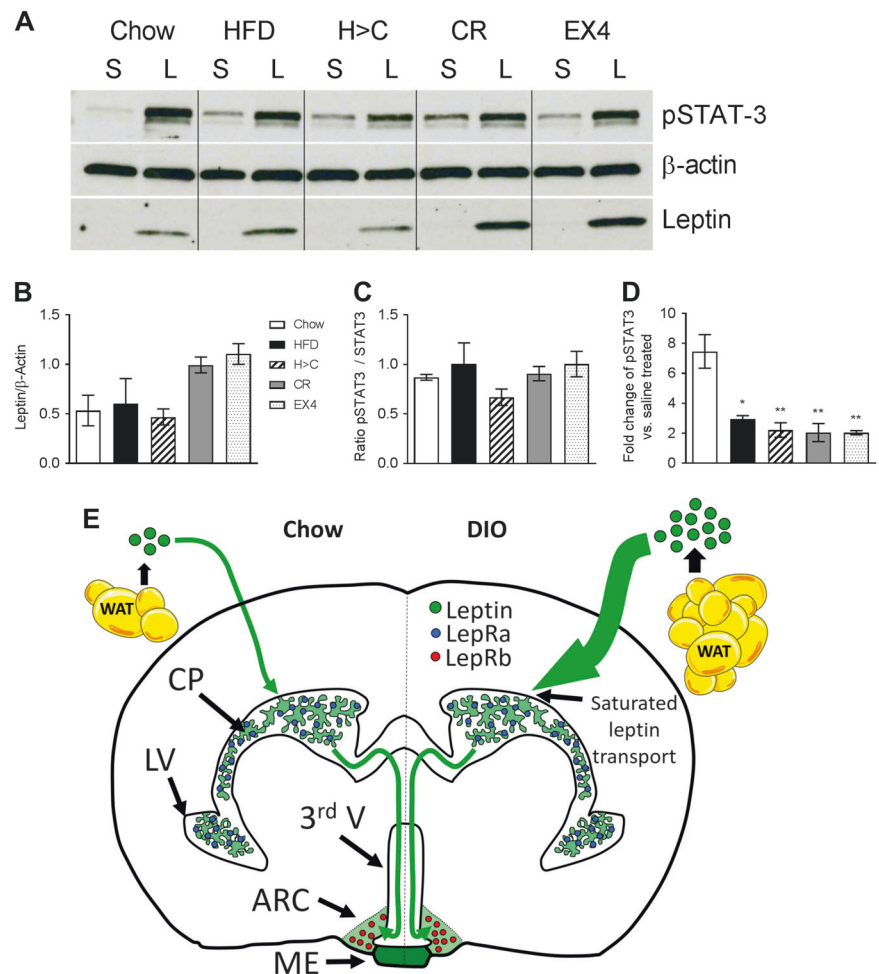 A
Chow HFD H>C CR EX4
S L S L S L S L S L
pSTAT-3
β-actin
Leptin
B
Leptin/β-Actin
1.5
1.0
0.5
0.0
Chow
HFD
H>C
CR
EX4
C
Ratio pSTAT3 / STAT3
1.5
1.0
0.5
0.0
D
Fold change of pSTAT3
vs. saline treated
10
8
6
4
2
0
* ** ** **
E
Chow DIO
WAT
WAT
Leptin
LepRa
LepRb
CP
Saturated
leptin
transport
LV
3rd V
ARC
ME